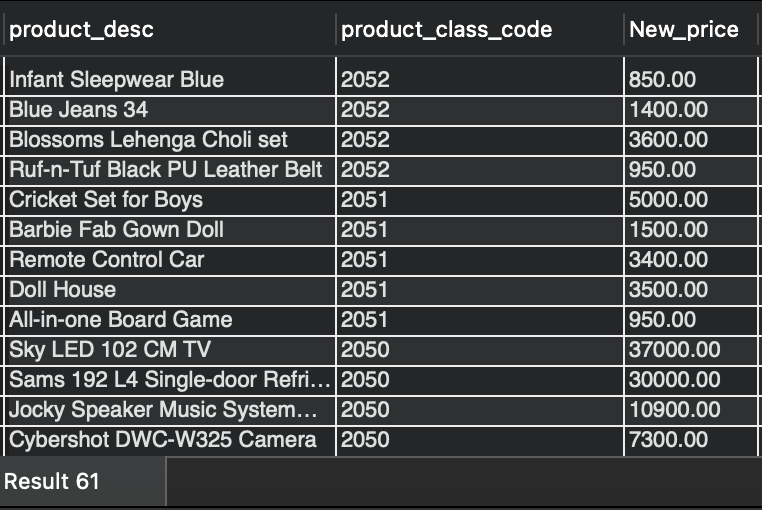 product_desc product_class_code New_price
Infant Sleepwear Blue 2052 850.00
Blue Jeans 34 2052 1400.00
Blossoms Lehenga Choli set 2052 3600.00
Ruf-n-Tuf Black PU Leather Belt 2052 950.00
Cricket Set for Boys 2051 5000.00
Barbie Fab Gown Doll 2051 1500.00
Remote Control Car 2051 3400.00
Doll House 2051 3500.00
All-in-one Board Game 2051 950.00
Sky LED 102 CM TV 2050 37000.00
Sams 192 L4 Single-door Refri... 2050 30000.00
Jocky Speaker Music System... 2050 10900.00
Cybershot DWC-W325 Camera 2050 7300.00
Result 61